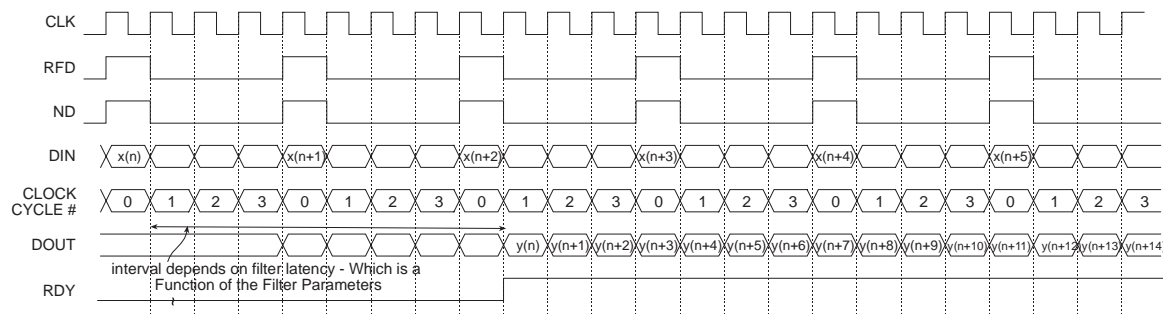 CLK
RFD
ND
DIN x(n) x(n+1) x(n+2) x(n+3) x(n+4) x(n+5)
CLOCK
CYCLE # 0 1 2 3 0 1 2 3 0 1 2 3 0 1 2 3 0 1 2 3 0 1 2 3
DOUT y(n) y(n+1) y(n+2) y(n+3) y(n+4) y(n+5) y(n+6) y(n+7) y(n+8) y(n+9) y(n+10) y(n+11) y(n+12) y(n+13) y(n+14)
interval depends on filter latency - Which is a
Function of the Filter Parameters
RDY